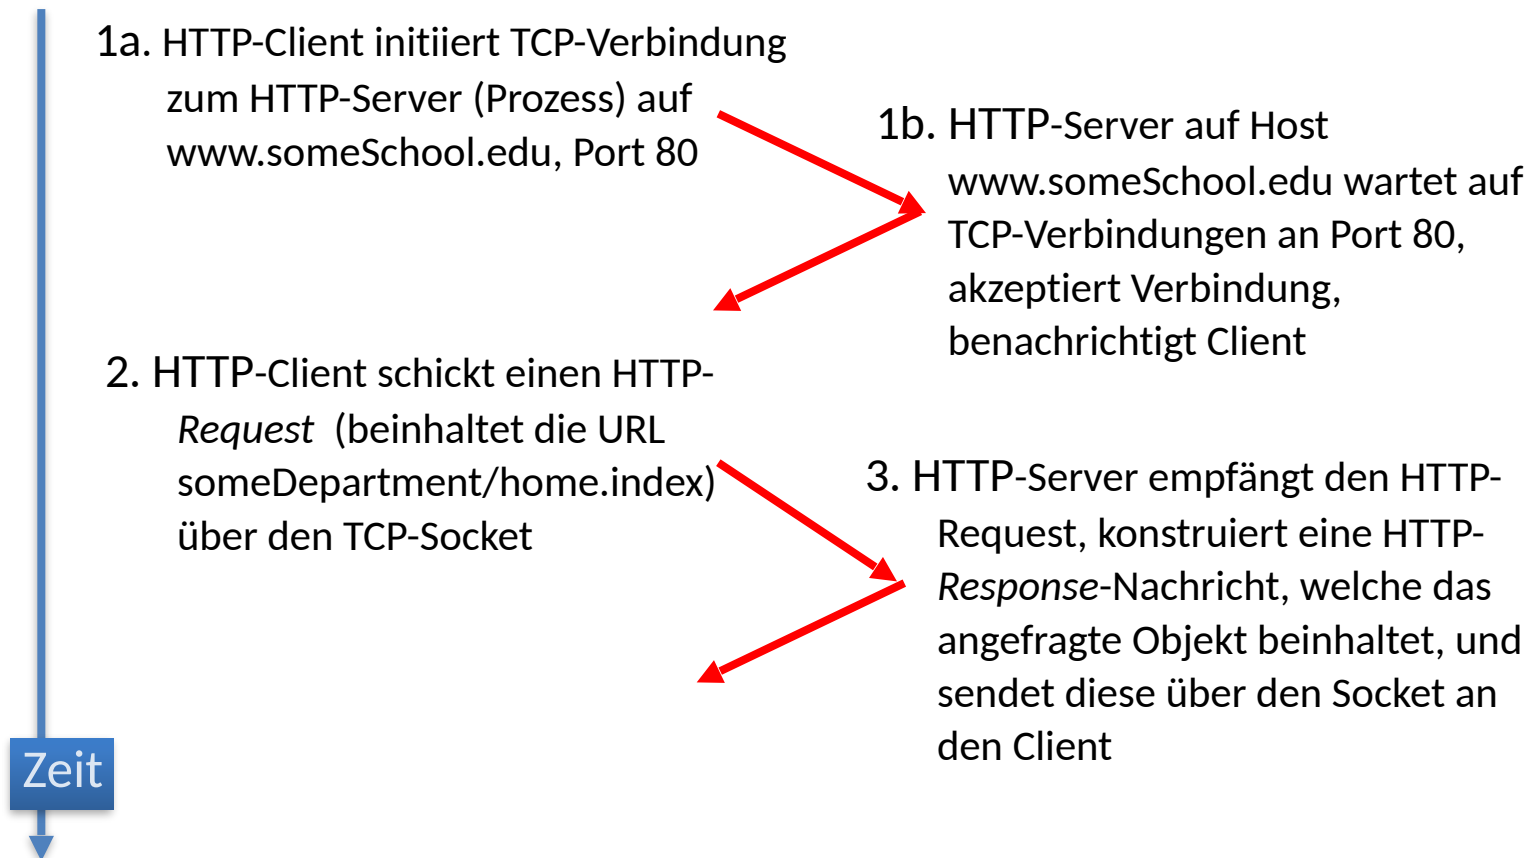 1a. HTTP-Client initiiert TCP-Verbindung
zum HTTP-Server (Prozess) auf
www.someSchool.edu, Port 80
1b. HTTP-Server auf Host
www.someSchool.edu wartet auf
TCP-Verbindungen an Port 80,
akzeptiert Verbindung,
benachrichtigt Client
2. HTTP-Client schickt einen HTTP-
Request (beinhaltet die URL
someDepartment/home.index)
über den TCP-Socket
3. HTTP-Server empfängt den HTTP-
Request, konstruiert eine HTTP-
Response-Nachricht, welche das
angefragte Objekt beinhaltet, und
sendet diese über den Socket an
den Client
Zeit